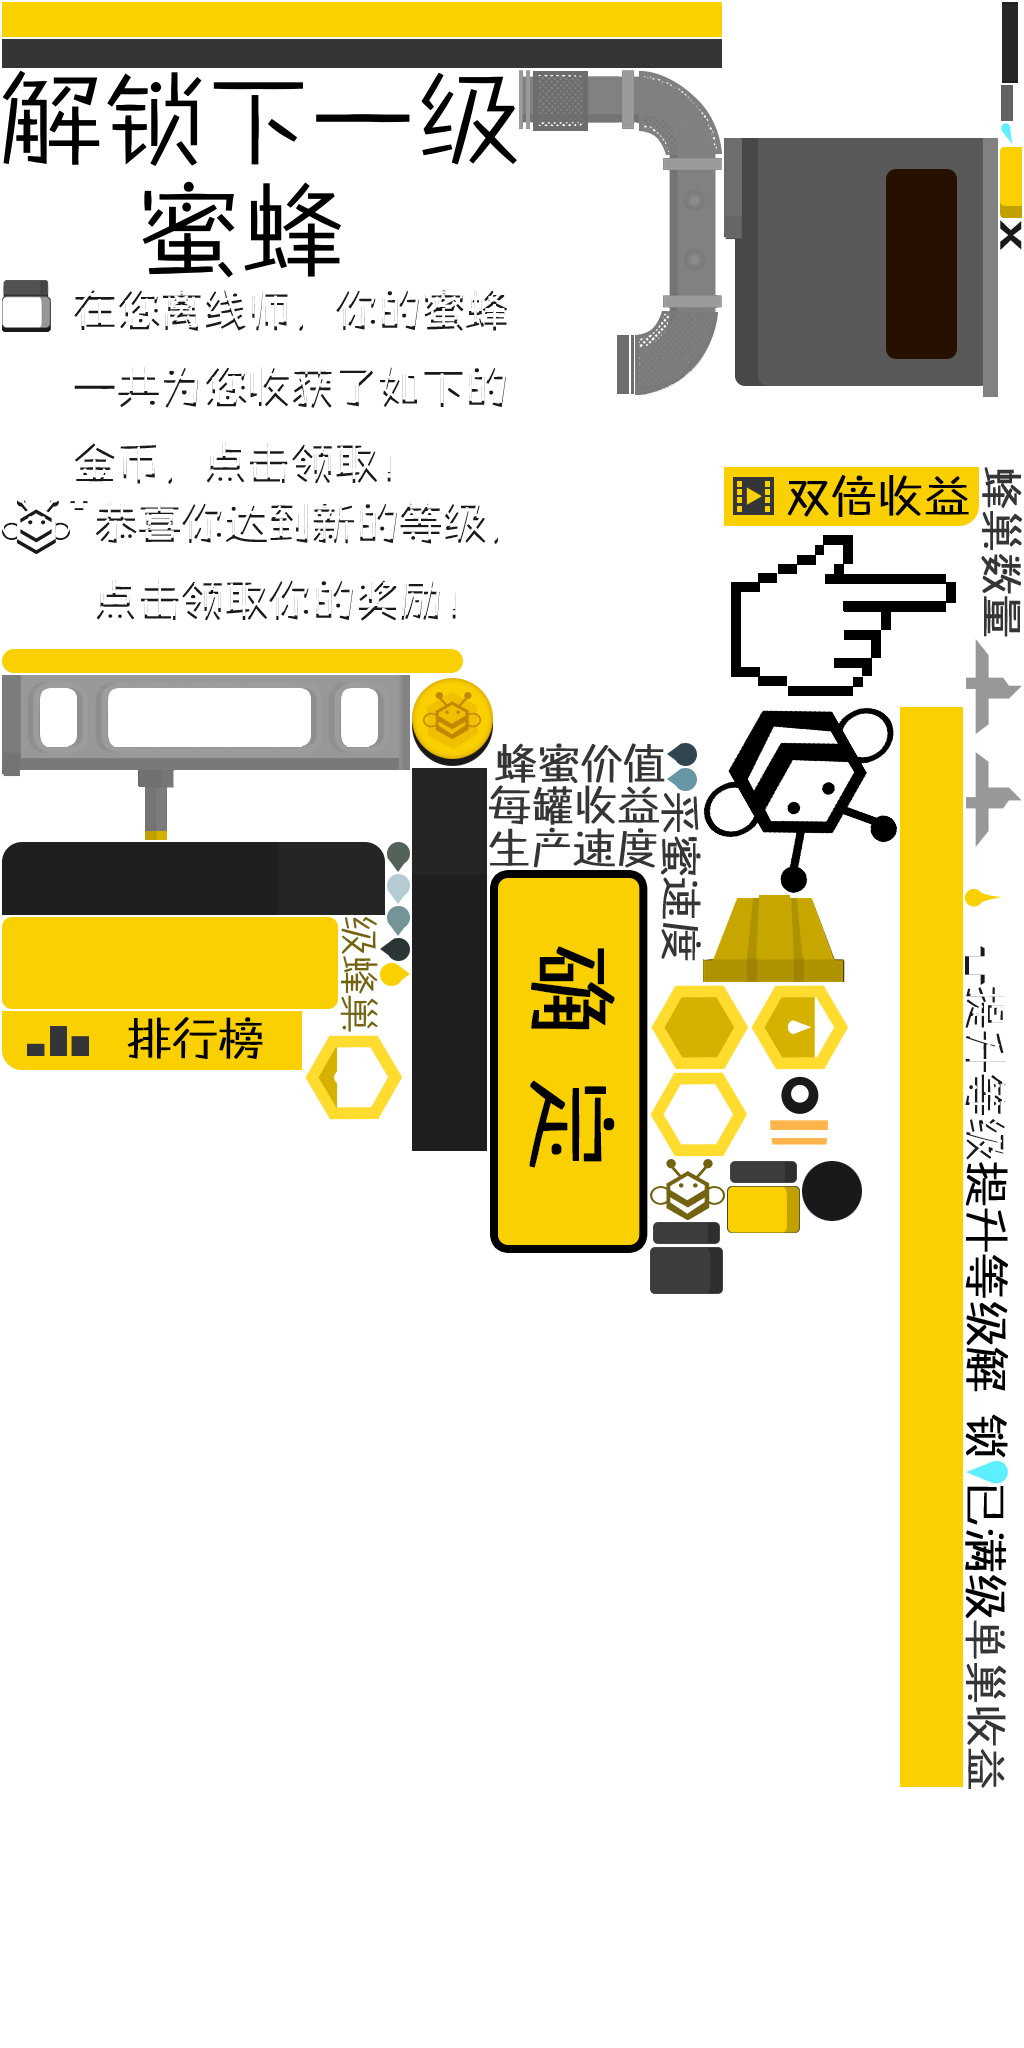 解锁下一级
蜜蜂
x
在您离线师，你的蜜蜂
一共为您收获了如下的
金币，点击领取！
双倍收益
蜂巢数量
恭喜你达到新的等级，
点击领取你的奖励！
蜂蜜价值
每罐收益
生产速度
采蜜速度
级蜂巢
排行榜
确 定
提升等级
提升等级解 锁
已满级
单巢收益